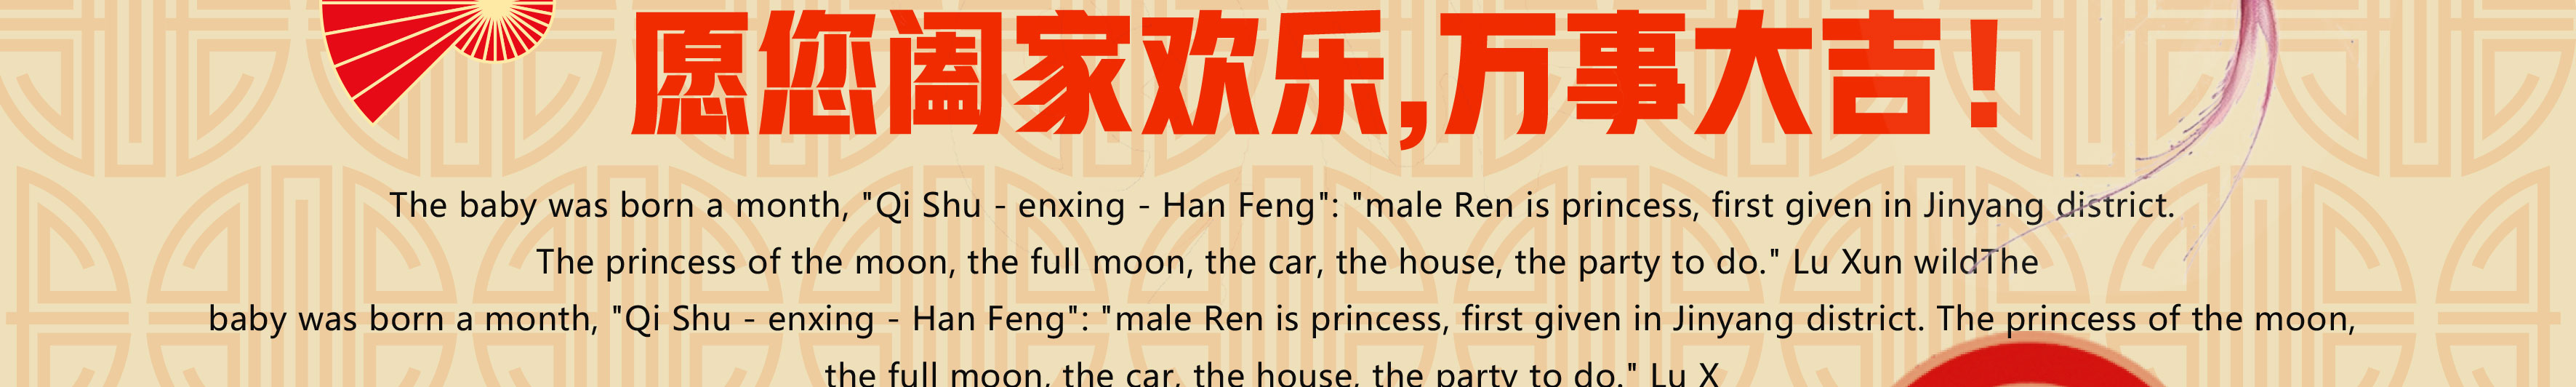 愿您阖家欢乐,万事大吉!
The baby was born a month, "Qi Shu - enxing - Han Feng": "male Ren is princess, first given in Jinyang district.
The princess of the moon, the full moon, the car, the house, the party to do." Lu Xun wildThe
baby was born a month, "Qi Shu - enxing - Han Feng": "male Ren is princess, first given in Jinyang district. The princess of the moon,
the full moon, the car, the house, the party to do." Lu X